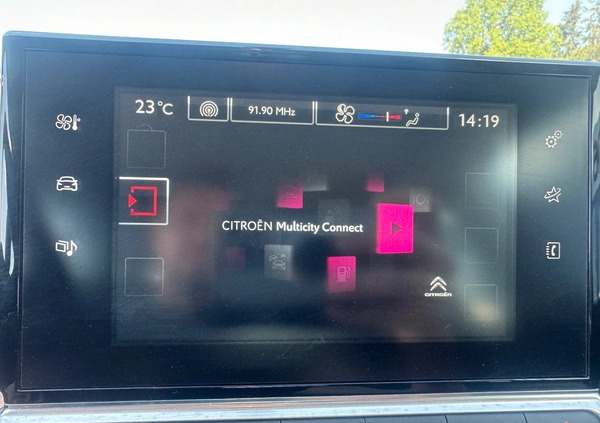 23°C
91.90 MHz
14:19
CITROËN Multicity Connect
CITROËN